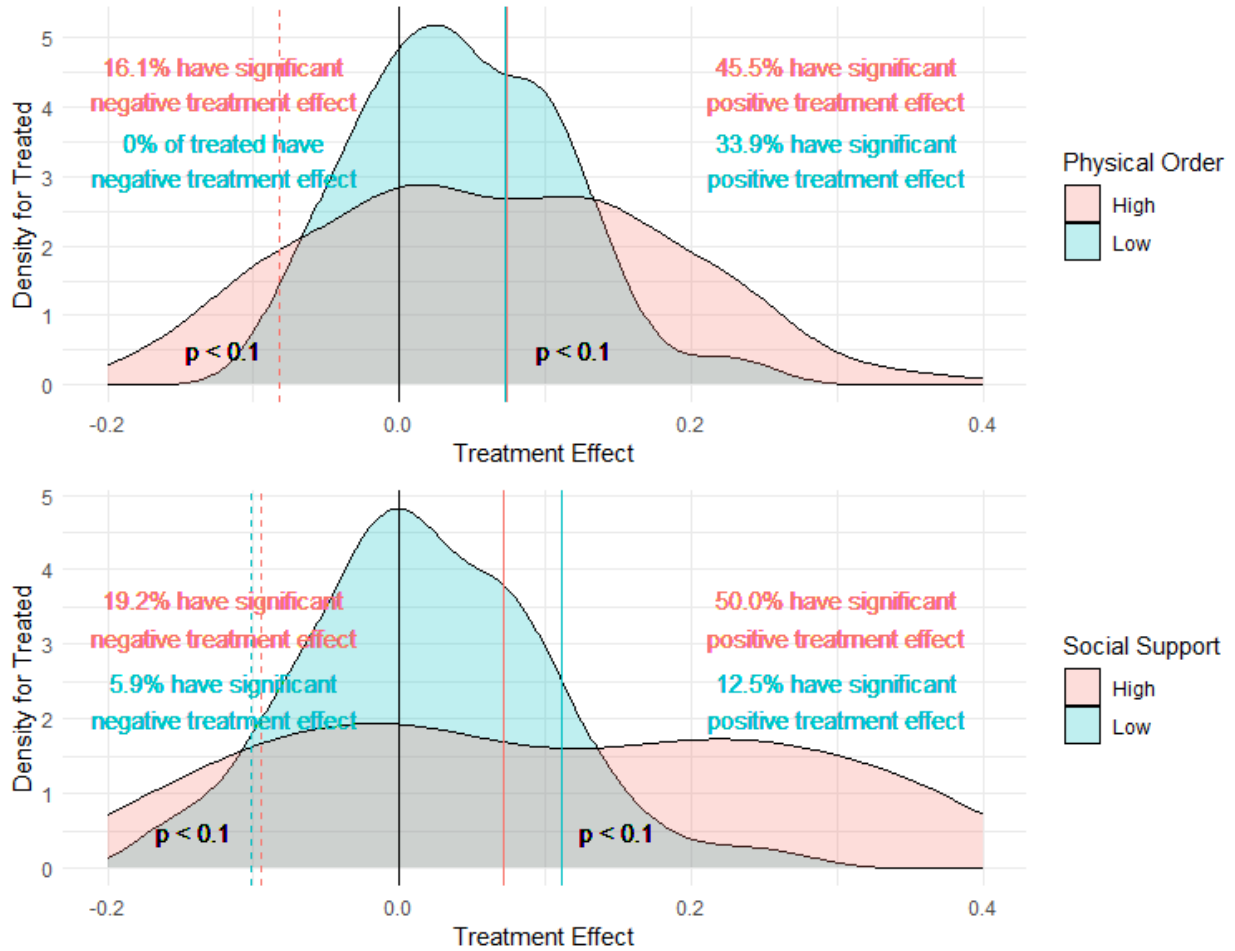 5
4
3
2
1
0
Density for Treated
16.1% have significant
negative treatment effect
0% of treated have
negative treatment effect
45.5% have significant
positive treatment effect
33.9% have significant
positive treatment effect
p < 0.1
p < 0.1
-0.2
0.0
0.2
0.4
Treatment Effect
Physical Order
High
Low
5
4
3
2
1
0
Density for Treated
19.2% have significant
negative treatment effect
5.9% have significant
negative treatment effect
50.0% have significant
positive treatment effect
12.5% have significant
positive treatment effect
p < 0.1
p < 0.1
-0.2
0.0
0.2
0.4
Treatment Effect
Social Support
High
Low